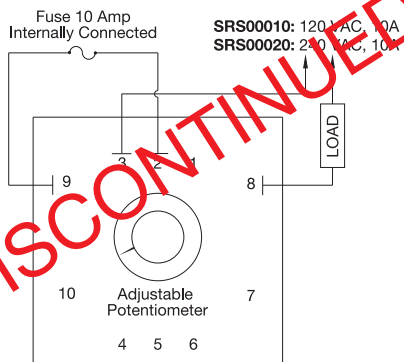 Fuse 10 Amp
Internally Connected
SRS00010: 120 VAC, 10A
SRS00020: 240 VAC, 10A
DISCONTINUED
LOAD
3 2 1
9
8
10
Adjustable
Potentiometer
7
4 5 6